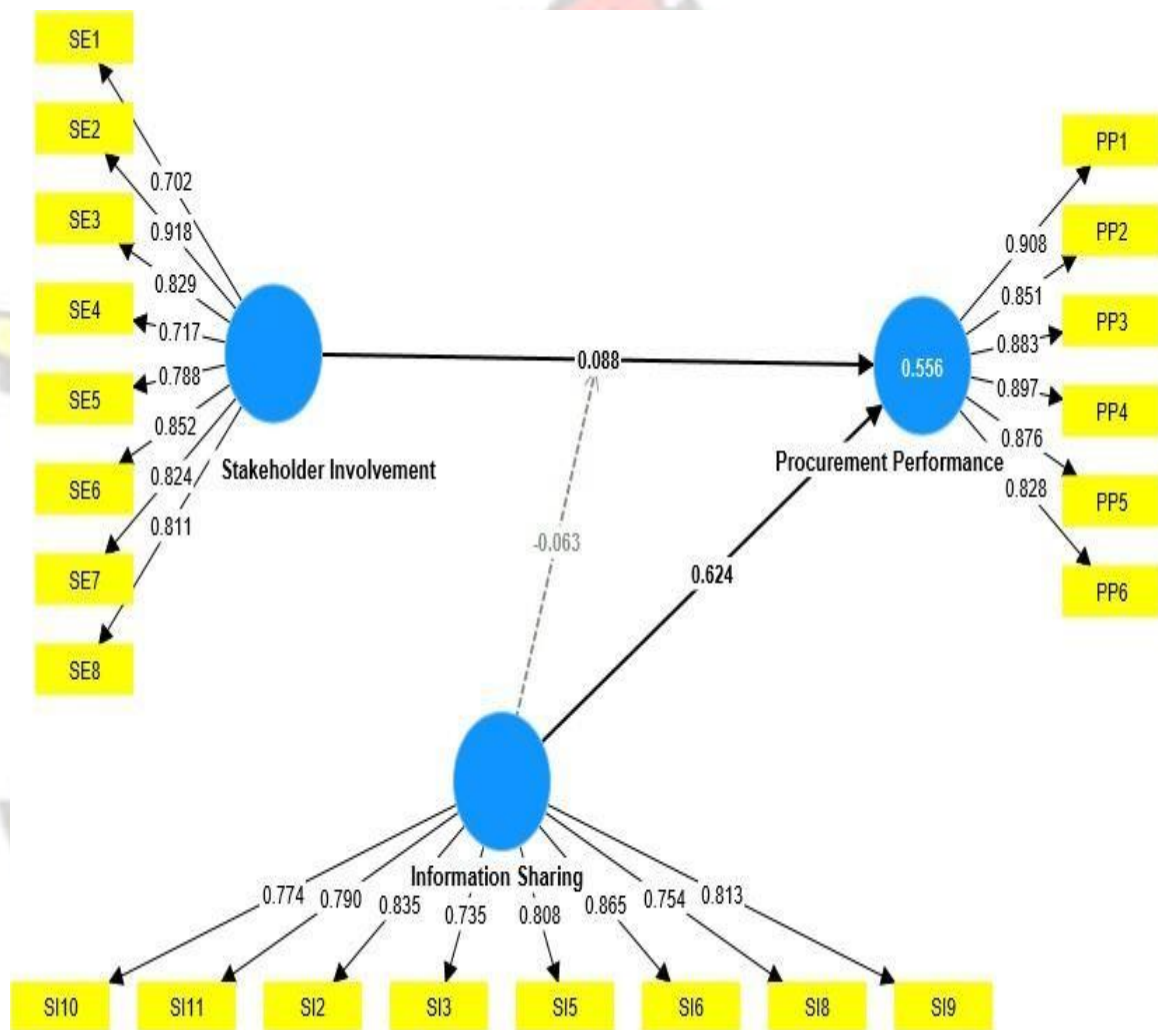 SE1
SE2
SE3
SE4
SE5
SE6
SE7
SE8
0.702
0.918
0.829
0.717
0.788
0.852
0.824
0.811
Stakeholder Involvement
0.088
-0.063
0.624
0.556
Procurement Performance
0.908
0.851
0.883
0.897
0.876
0.828
PP1
PP2
PP3
PP4
PP5
PP6
Information Sharing
0.774
0.790
0.835
0.735
0.808
0.865
0.754
0.813
SI10
SI11
SI2
SI3
SI5
SI6
SI8
SI9